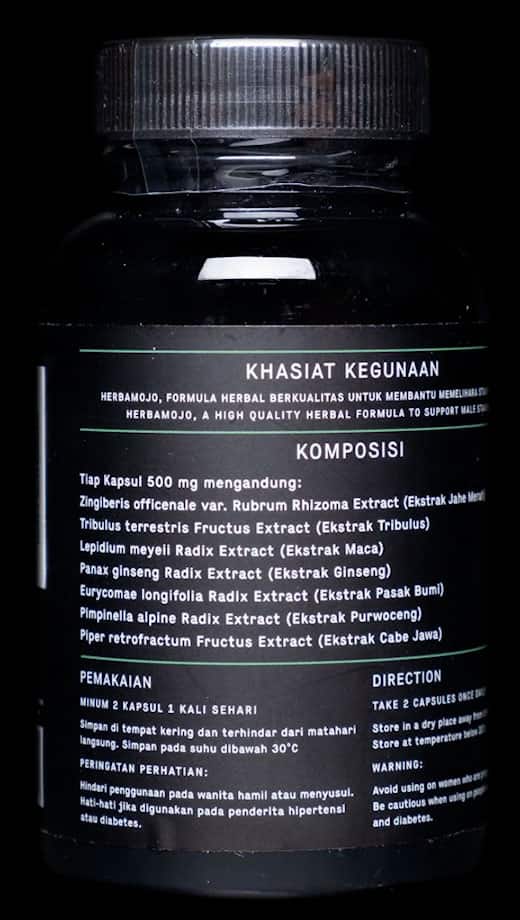 KHASIAT KEGUNAAN
HERBAMOJO, FORMULA HERBAL BERKUALITAS UNTUK MEMBANTU MEMELIHARA
HERBAMOJO, A HIGH QUALITY HERBAL FORMULA TO SUPPORT MALE
KOMPOSISI
Tiap Kapsul 500 mg mengandung:
Zingiberis officenale var. Rubrum Rhizoma Extract (Ekstrak Jahe
Tribulus terrestris Fructus Extract (Ekstrak Tribulus)
Lepidium meyeii Radix Extract (Ekstrak Maca)
Panax ginseng Radix Extract (Ekstrak Ginseng)
Eurycomae longifolia Radix Extract (Ekstrak Pasak Bumi)
Pimpinella alpine Radix Extract (Ekstrak Purwoceng)
Piper retrofractum Fructus Extract (Ekstrak Cabe Jawa)
PEMAKAIAN
MINUM 2 KAPSUL 1 KALI SEHARI
Simpan di tempat kering dan terhindar dari matahari
langsung. Simpan pada suhu dibawah 30°C
PERINGATAN PERHATIAN:
Hindari penggunaan pada wanita hamil atau menyusui.
Hati-hati jika digunakan pada penderita hipertensi
atau diabetes.
DIRECTION
TAKE 2 CAPSULES ONCE
Store in a dry place away
Store at temperature below
WARNING:
Avoid using on women who are
Be cautious when using on
and diabetes.